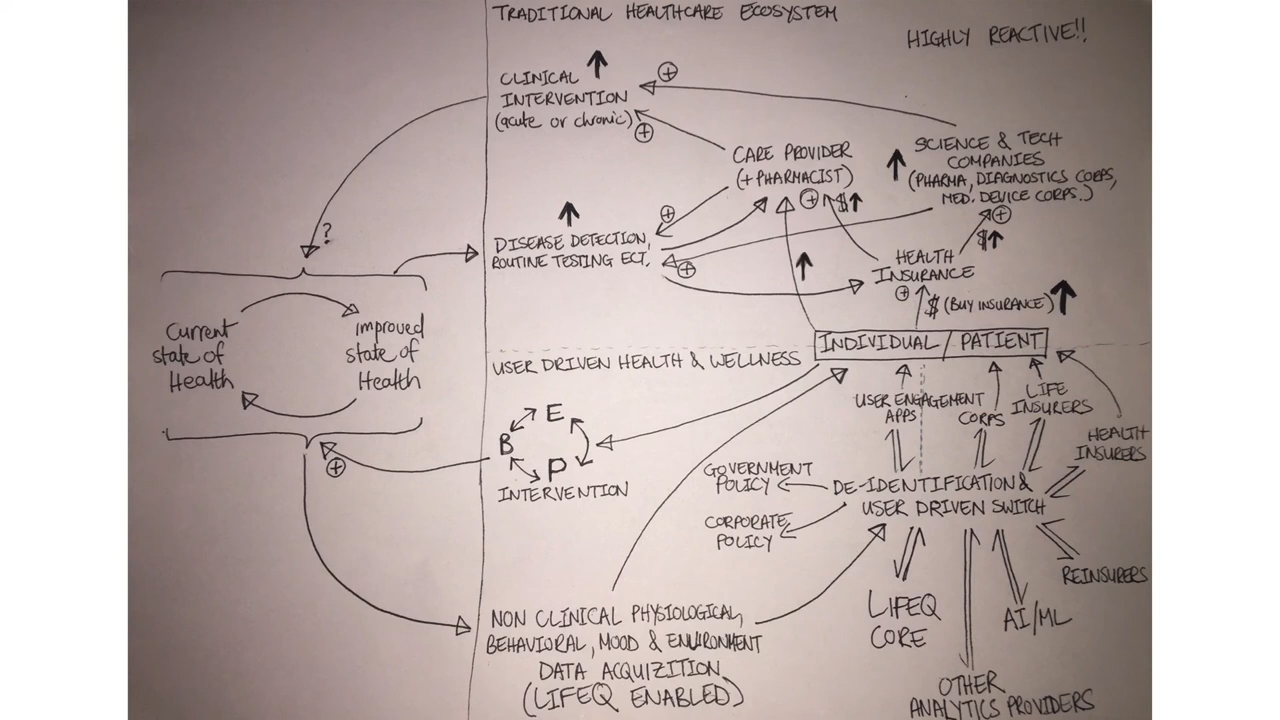 TRADITIONAL HEALTHCARE ECOSYSTEM
HIGHLY REACTIVE!!
CLINICAL
INTERVENTION
(acute or chronic)
+
+
CARE PROVIDER
(+ PHARMACIST)
+ $
SCIENCE & TECH
COMPANIES
(PHARMA, DIAGNOSTICS CORPS,
MED. DEVICE CORPS.)
+
$
?
+
DISEASE DETECTION,
ROUTINE TESTING ECT.
+
HEALTH
INSURANCE
+
$ (BUY INSURANCE)
INDIVIDUAL / PATIENT
Current
state of
Health
improved
state of
Health
USER DRIVEN HEALTH & WELLNESS
E
B
P
INTERVENTION
+
USER ENGAGEMENT
APPS
CORPS
LIFE
INSURERS
HEALTH
INSURERS
GOVERNMENT
POLICY
CORPORATE
POLICY
DE-IDENTIFICATION &
USER DRIVEN SWITCH
REINSURERS
LIFEQ
CORE
AI/ML
OTHER
ANALYTICS PROVIDERS
NON CLINICAL PHYSIOLOGICAL,
BEHAVIORAL, MOOD & ENVIRONMENT
DATA ACQUIZITION
(LIFEQ ENABLED)